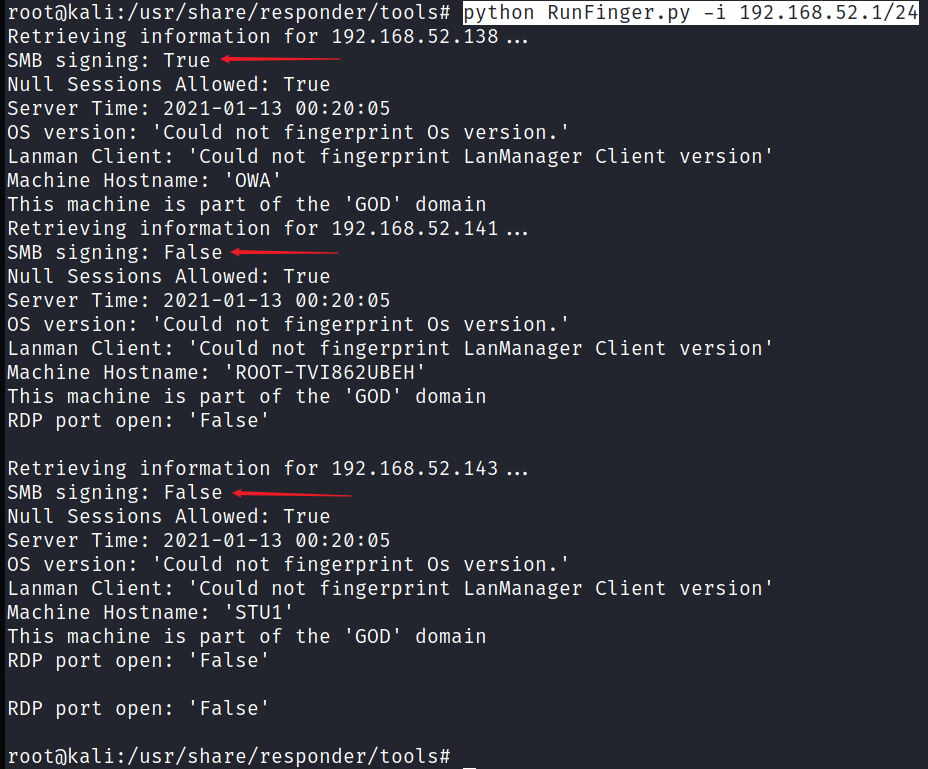 root@kali:/usr/share/responder/tools# python RunFinger.py -i 192.168.52.1/24
Retrieving information for 192.168.52.138...
SMB signing: True
Null Sessions Allowed: True
Server Time: 2021-01-13 00:20:05
OS version: 'Could not fingerprint Os version.'
Lanman Client: 'Could not fingerprint LanManager Client version'
Machine Hostname: 'OWA'
This machine is part of the 'GOD' domain
Retrieving information for 192.168.52.141...
SMB signing: False
Null Sessions Allowed: True
Server Time: 2021-01-13 00:20:05
OS version: 'Could not fingerprint Os version.'
Lanman Client: 'Could not fingerprint LanManager Client version'
Machine Hostname: 'ROOT-TVI862UBEH'
This machine is part of the 'GOD' domain
RDP port open: 'False'
Retrieving information for 192.168.52.143...
SMB signing: False
Null Sessions Allowed: True
Server Time: 2021-01-13 00:20:05
OS version: 'Could not fingerprint Os version.'
Lanman Client: 'Could not fingerprint LanManager Client version'
Machine Hostname: 'STU1'
This machine is part of the 'GOD' domain
RDP port open: 'False'
RDP port open: 'False'
root@kali:/usr/share/responder/tools#